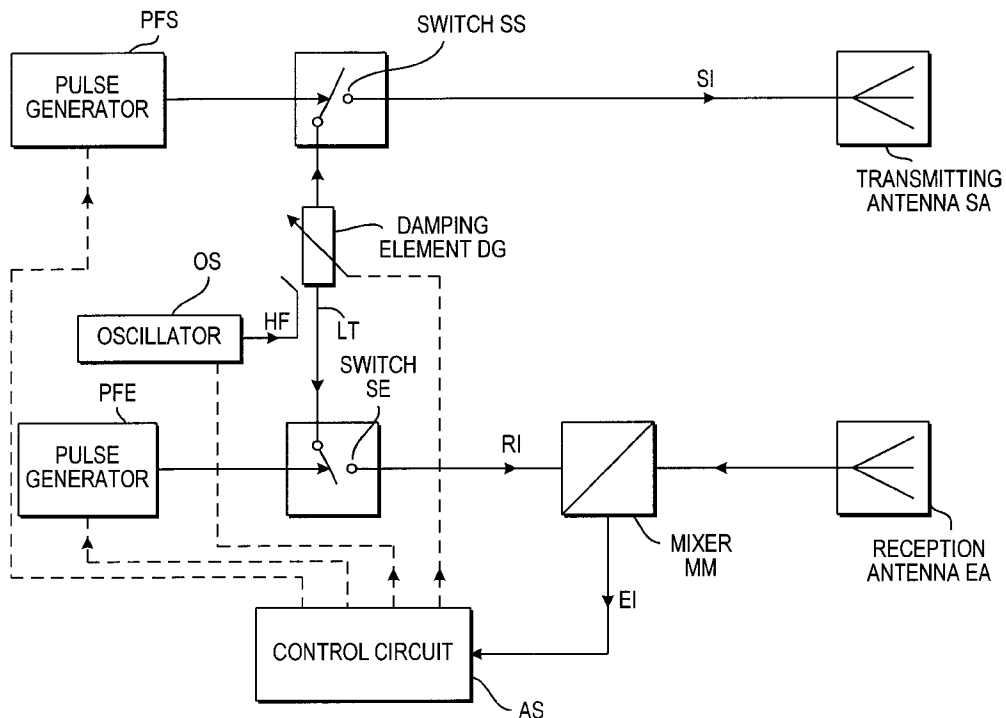 PFS
PULSE
GENERATOR
SWITCH SS
SI
TRANSMITTING
ANTENNA SA
DAMPING
ELEMENT DG
OS
OSCILLATOR
HF
LT
SWITCH
SE
PFE
PULSE
GENERATOR
RI
MIXER
MM
RECEPTION
ANTENNA EA
EI
CONTROL CIRCUIT
AS